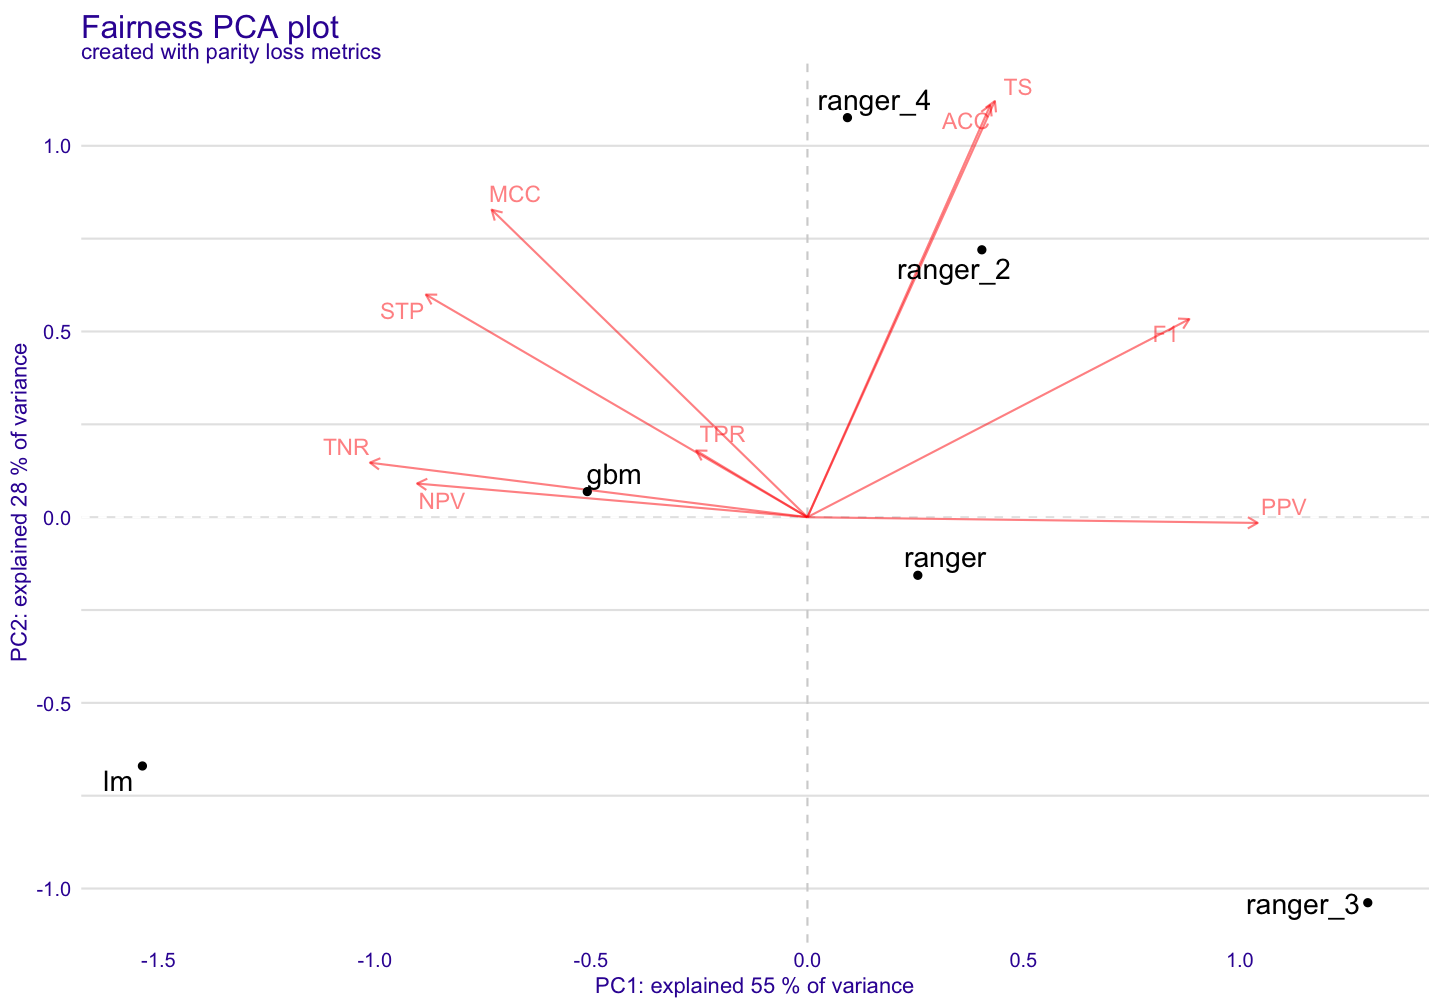 Fairness PCA plot
created with parity loss metrics
TS
ranger_4
ACC
1.0
MCC
ranger_2
STP
0.5
F1
TPR
TNR
gbm
NPV
PPV
0.0
ranger
-0.5
lm
-1.0
ranger_3
-1.5
-1.0
-0.5
0.0
0.5
1.0
PC1: explained 55 % of variance
PC2: explained 28 % of variance